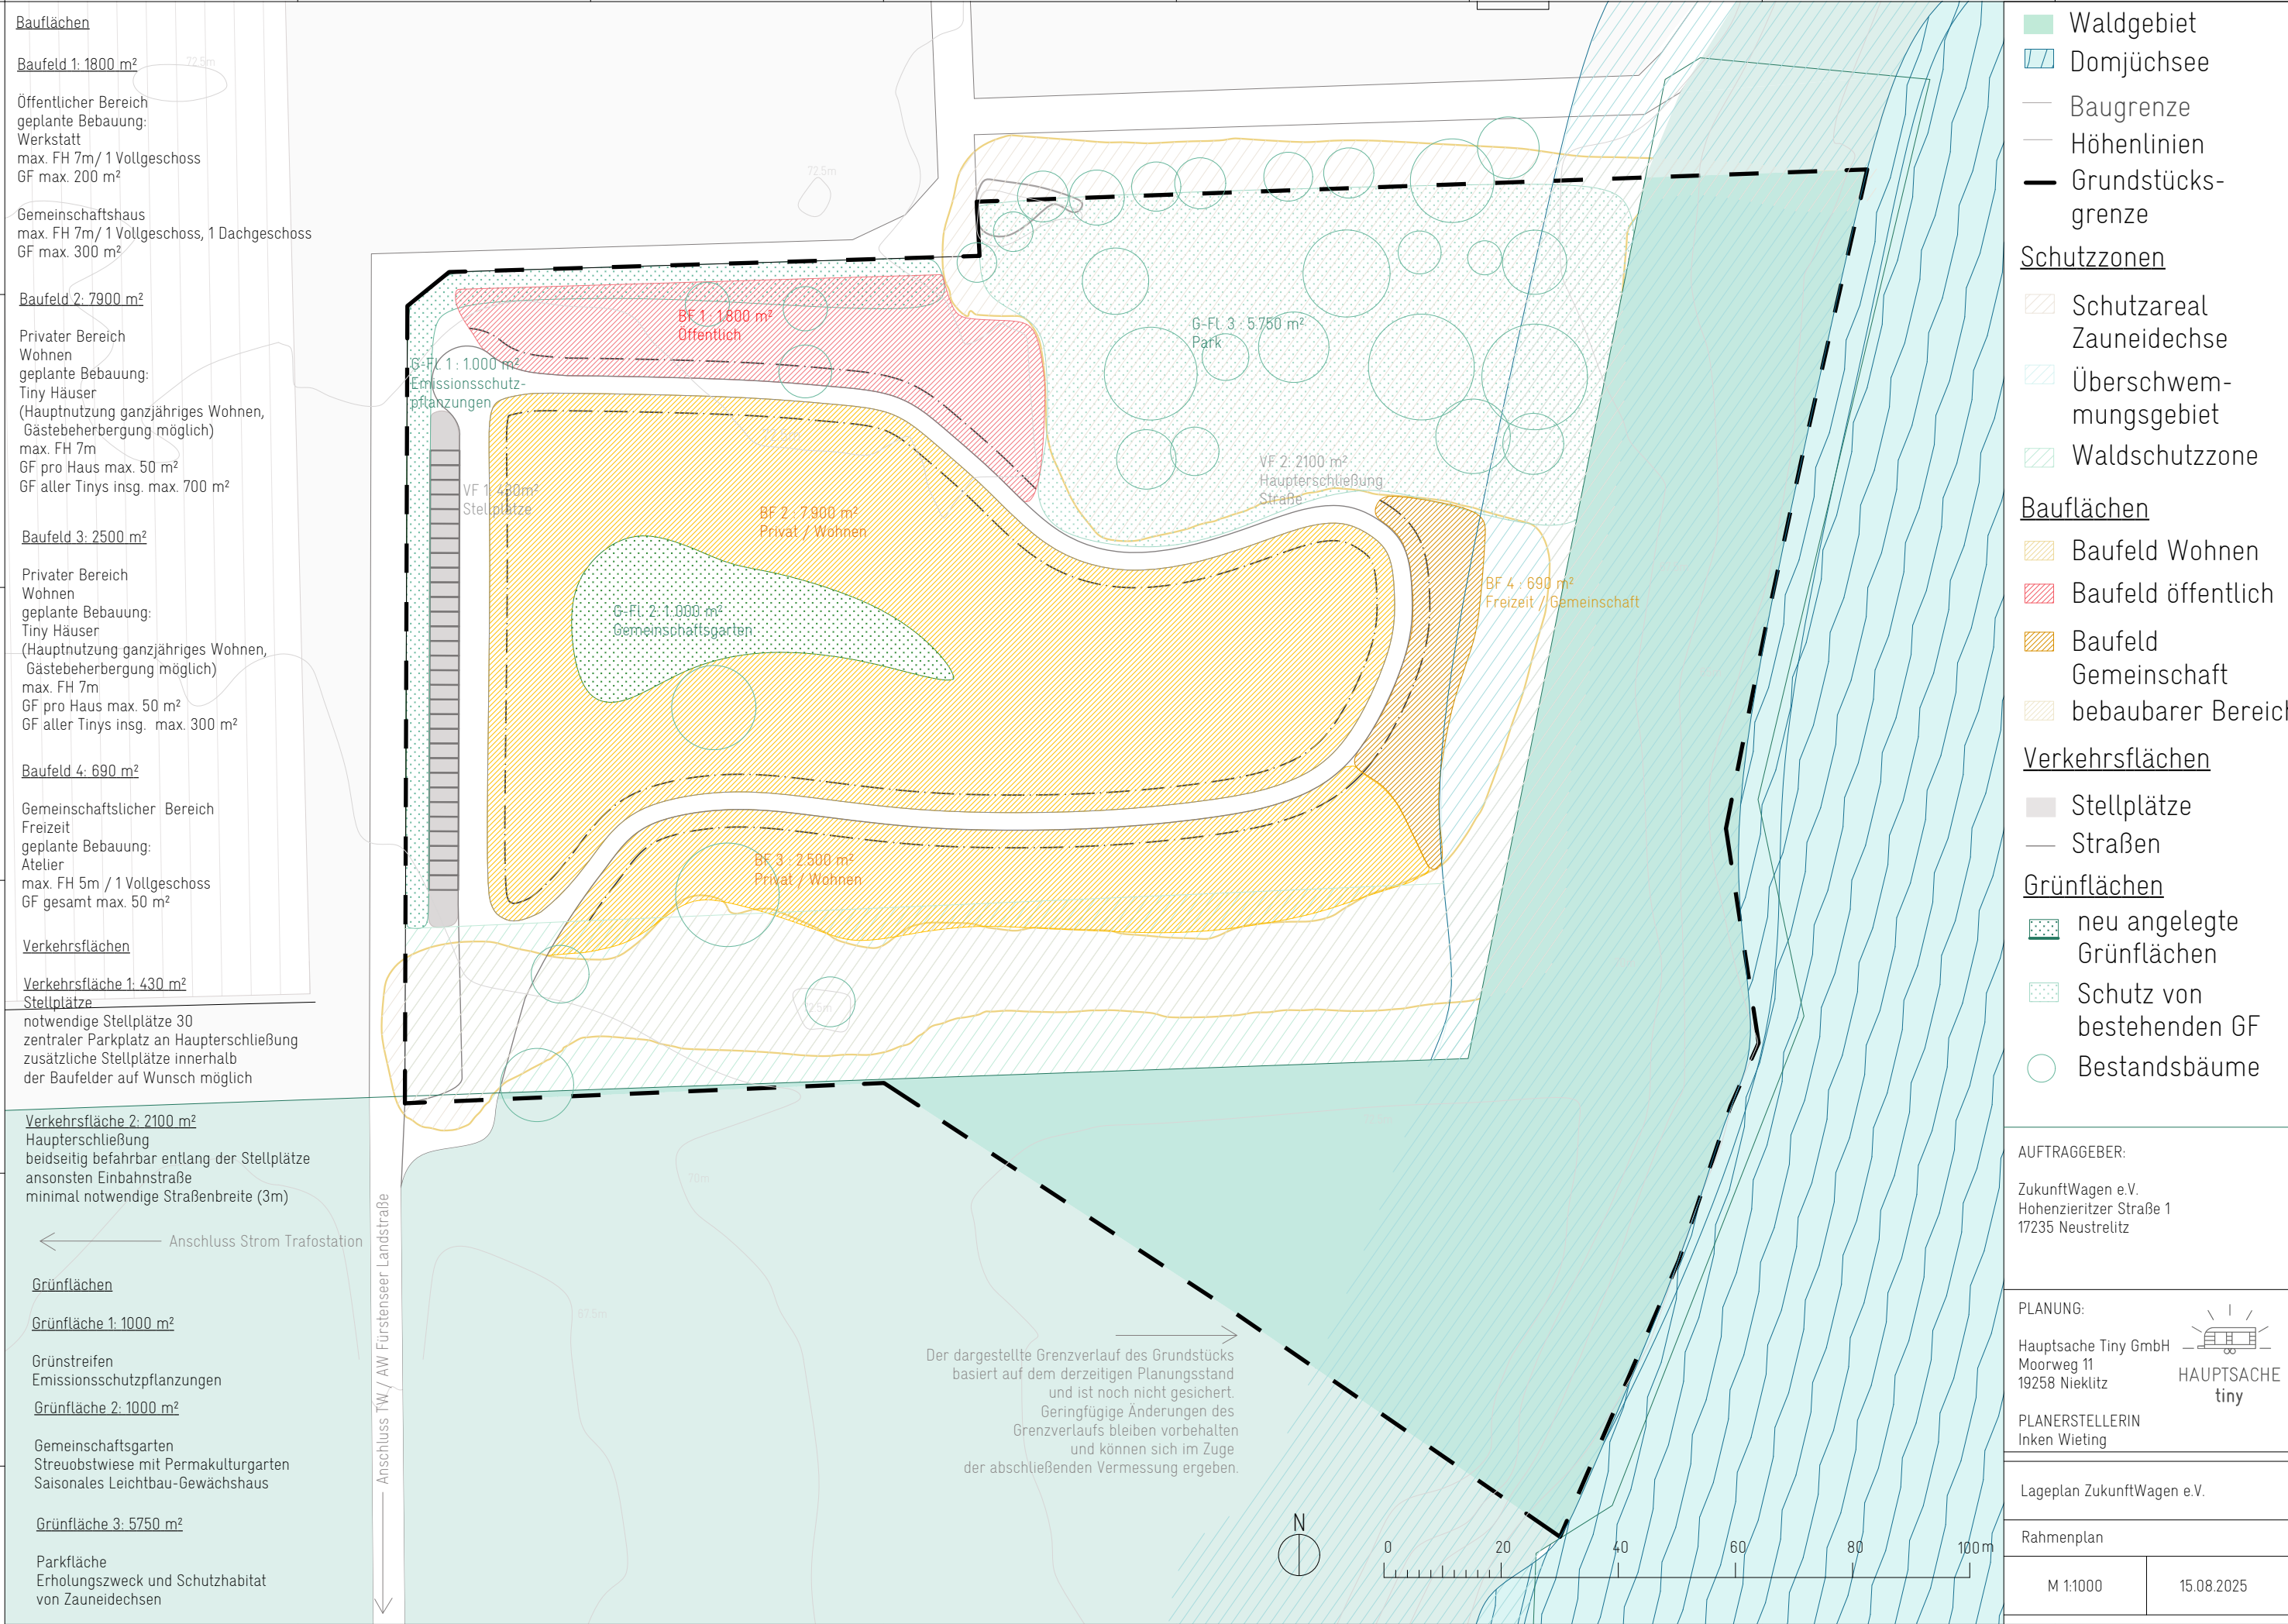 Bauflächen
Baufeld 1: 1800 m²
Öffentlicher Bereich
geplante Bebauung:
Werkstatt
max. FH 7m/ 1 Vollgeschoss
GF max. 200 m²
Gemeinschaftshaus
max. FH 7m/ 1 Vollgeschoss, 1 Dachgeschoss
GF max. 300 m²
Baufeld 2: 7900 m²
Privater Bereich
Wohnen
geplante Bebauung:
Tiny Häuser
(Hauptnutzung ganzjähriges Wohnen,
Gästebeherbergung möglich)
max. FH 7m
GF pro Haus max. 50 m²
GF aller Tinys insg. max. 700 m²
Baufeld 3: 2500 m²
Privater Bereich
Wohnen
geplante Bebauung:
Tiny Häuser
(Hauptnutzung ganzjähriges Wohnen,
Gästebeherbergung möglich)
max. FH 7m
GF pro Haus max. 50 m²
GF aller Tinys insg. max. 300 m²
Baufeld 4: 690 m²
Gemeinschaftslicher Bereich
Freizeit
geplante Bebauung:
Atelier
max. FH 5m / 1 Vollgeschoss
GF gesamt max. 50 m²
Verkehrsflächen
Verkehrsfläche 1: 430 m²
Stellplätze
notwendige Stellplätze 30
zentraler Parkplatz an Haupterschließung
zusätzliche Stellplätze innerhalb
der Baufelder auf Wunsch möglich
Verkehrsfläche 2: 2100 m²
Haupterschließung
beidseitig befahrbar entlang der Stellplätze
ansonsten Einbahnstraße
minimal notwendige Straßenbreite (3m)
Anschluss Strom Trafostation
Grünflächen
Grünfläche 1: 1000 m²
Grünstreifen
Emissionsschutzpflanzungen
Grünfläche 2: 1000 m²
Gemeinschaftsgarten
Streuobstwiese mit Permakulturgarten
Saisonales Leichtbau-Gewächshaus
Grünfläche 3: 5750 m²
Parkfläche
Erholungszweck und Schutzhabitat
von Zauneidechsen
72.5m
72.5m
BF 1 : 1.800 m²
Öffentlich
G-Fl. 1 : 1.000 m²
Emissionsschutz-
pflanzungen
G-Fl. 3 : 5.750 m²
Park
VF 1: 430m²
Stellplätze
VF 2: 2100 m²
Haupterschließung
Straße
BF 2 : 7.900 m²
Privat / Wohnen
G-Fl. 2: 1.000 m²
Gemeinschaftsgarten
BF 4 : 690 m²
Freizeit / Gemeinschaft
BF 3 : 2.500 m²
Privat / Wohnen
72.5m
70m
67.5m
Anschluss TW / AW Fürstenseer Landstraße
Der dargestellte Grenzverlauf des Grundstücks
basiert auf dem derzeitigen Planungsstand
und ist noch nicht gesichert.
Geringfügige Änderungen des
Grenzverlaufs bleiben vorbehalten
und können sich im Zuge
der abschließenden Vermessung ergeben.
N
0 20 40 60 80 100 m
Waldgebiet
Domjüchsee
Baugrenze
Höhenlinien
Grundstücks-
grenze
Schutzzonen
Schutzareal
Zauneidechse
Überschwem-
mungsgebiet
Waldschutzzone
Bauflächen
Baufeld Wohnen
Baufeld öffentlich
Baufeld
Gemeinschaft
bebaubarer Bereich
Verkehrsflächen
Stellplätze
Straßen
Grünflächen
neu angelegte
Grünflächen
Schutz von
bestehenden GF
Bestandsbäume
AUFTRAGGEBER:
ZukunftWagen e.V.
Hohenzieritzer Straße 1
17235 Neustrelitz
PLANUNG:
Hauptsache Tiny GmbH
Moorweg 11
19258 Nieklitz
HAUPTSACHE
tiny
PLANERSTELLERIN
Inken Wieting
Lageplan ZukunftWagen e.V.
Rahmenplan
M 1:1000
15.08.2025